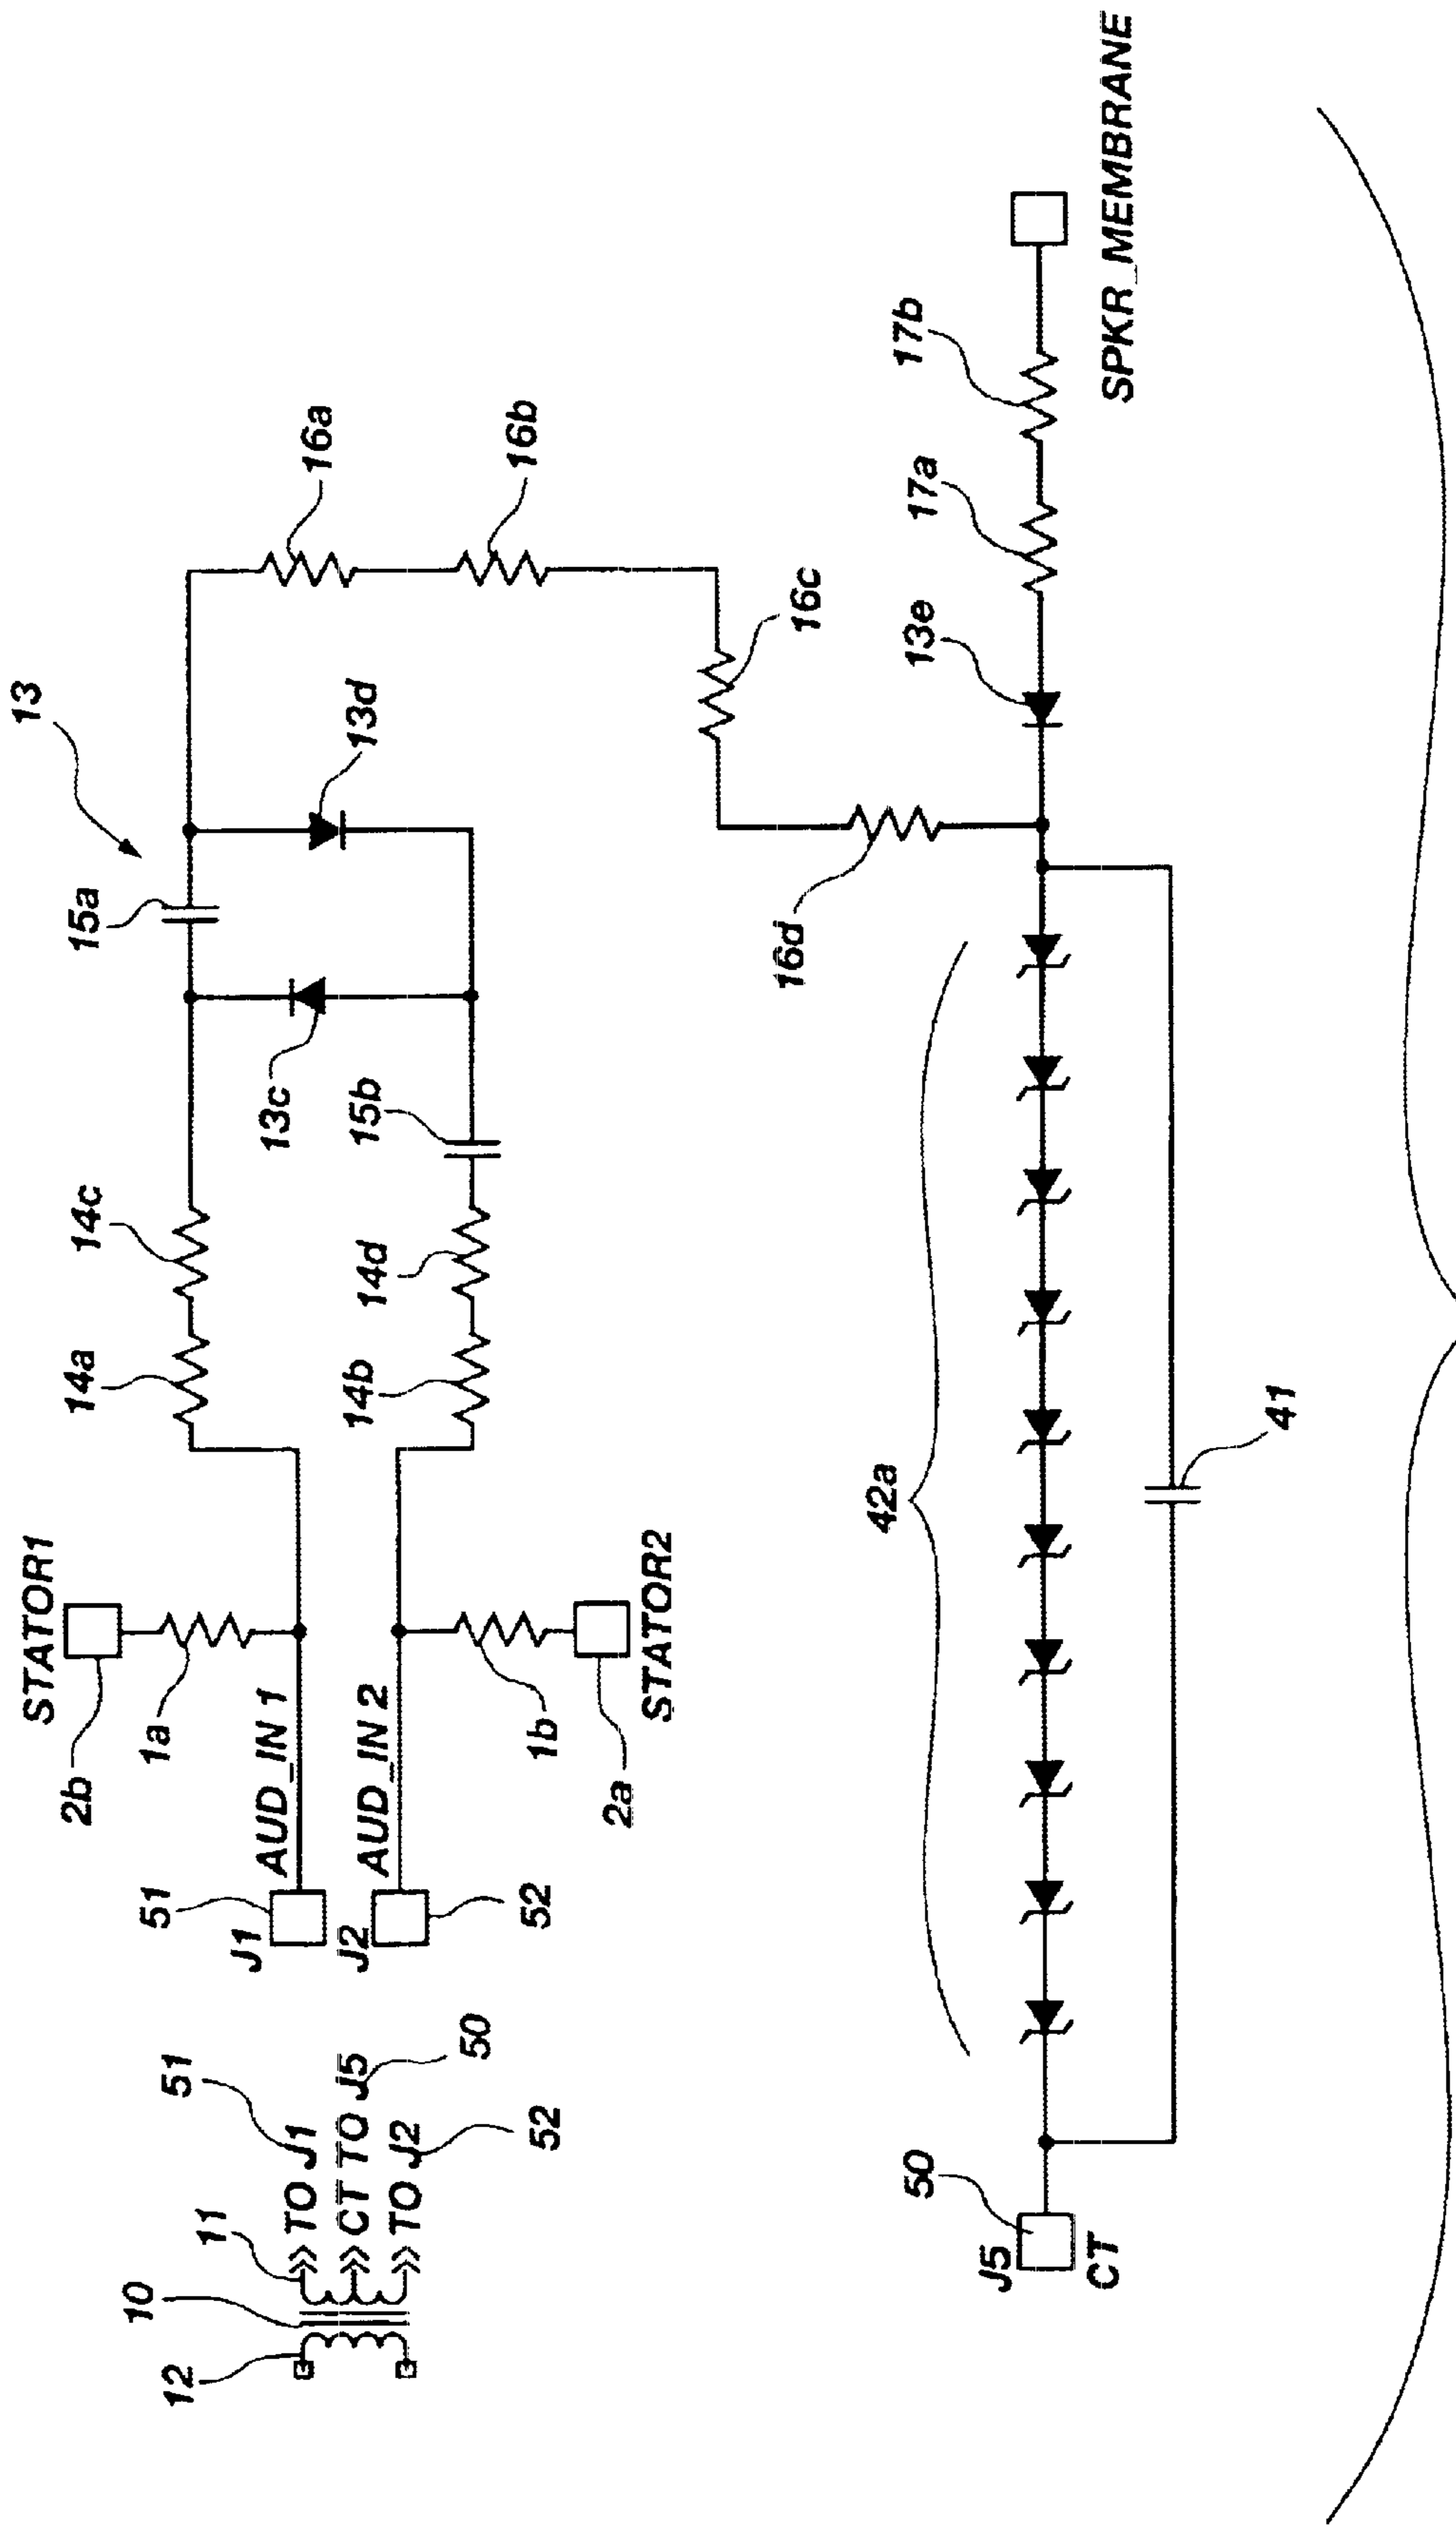 13
15a
13d
16a
16b
14a
14c
13c
15b
14b
14d
16c
16d
STATOR1
2b
1a
AUD_IN 1
51
J1
AUD_IN 2
J2
52
1b
2a
STATOR2
12
10
11
TO J1
51
CT TO J5
50
TO J2
52
42a
13e
17a
17b
SPKR_MEMBRANE
50
J5
CT
41